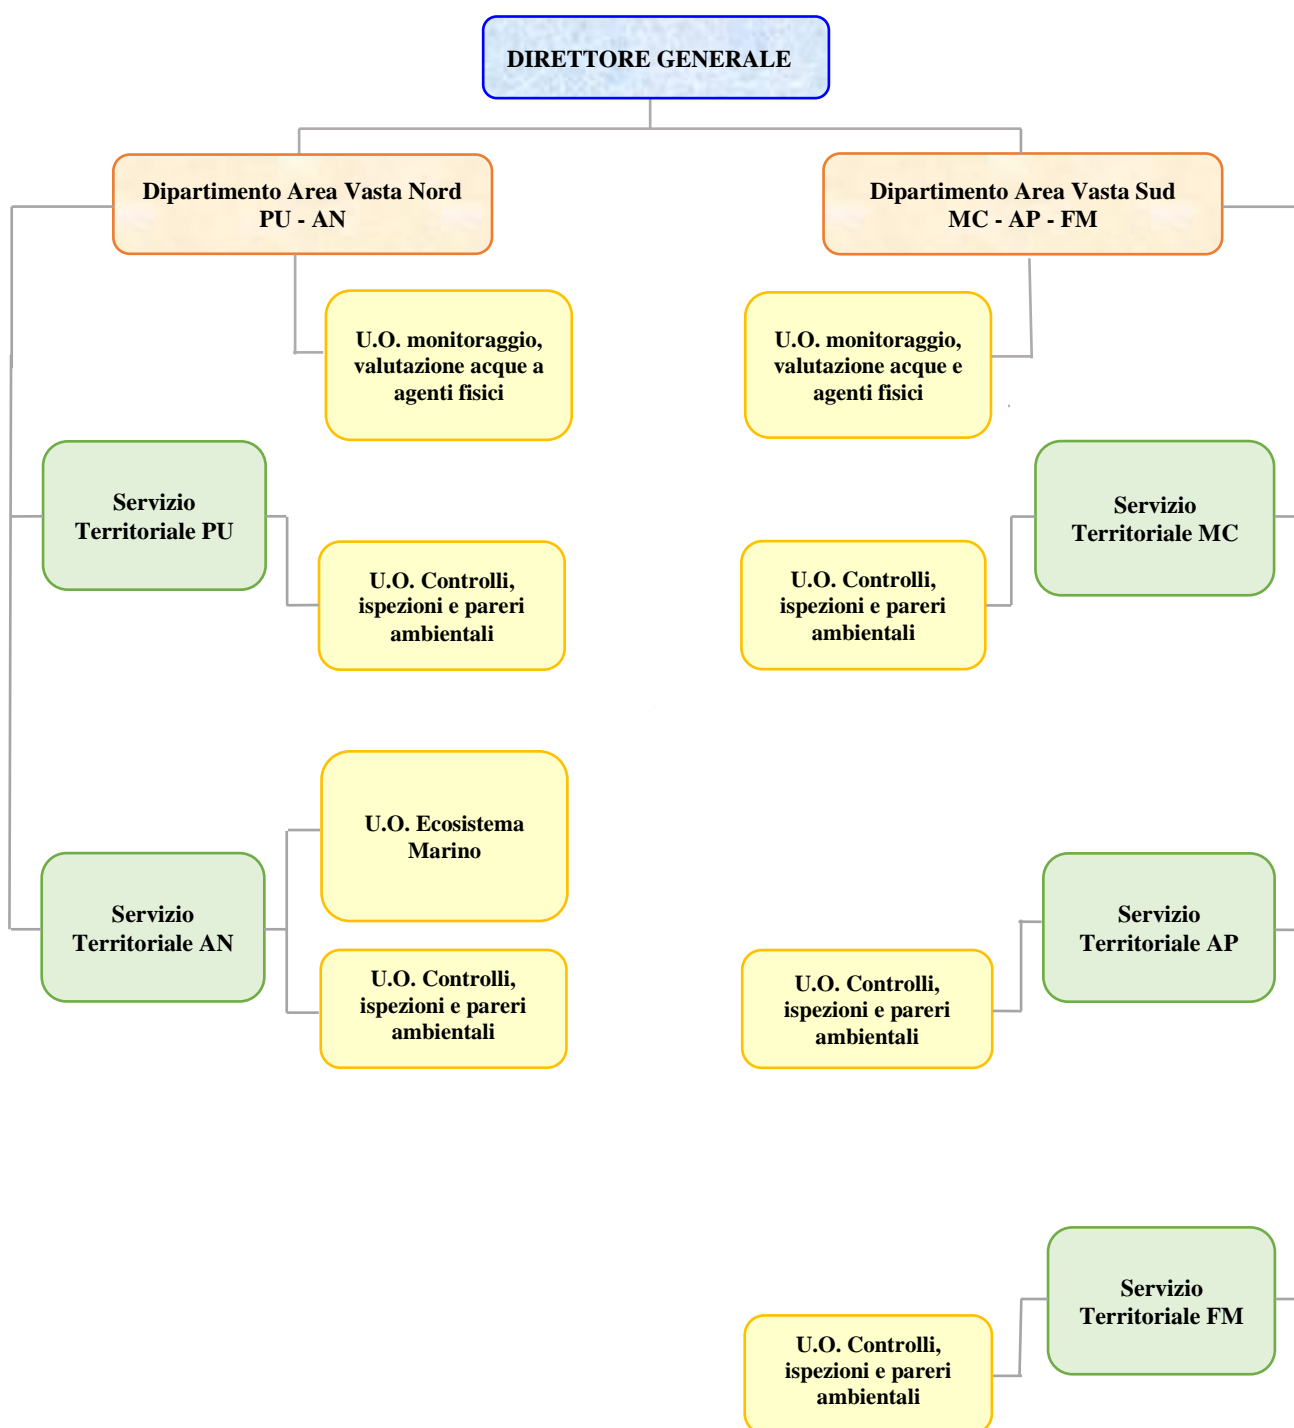 DIRETTORE GENERALE
Dipartimento Area Vasta Nord
PU - AN
Dipartimento Area Vasta Sud
MC - AP - FM
U.O. monitoraggio,
valutazione acque a
agenti fisici
U.O. monitoraggio,
valutazione acque e
agenti fisici
Servizio
Territoriale PU
Servizio
Territoriale MC
U.O. Controlli,
ispezioni e pareri
ambientali
U.O. Controlli,
ispezioni e pareri
ambientali
U.O. Ecosistema
Marino
Servizio
Territoriale AN
Servizio
Territoriale AP
U.O. Controlli,
ispezioni e pareri
ambientali
U.O. Controlli,
ispezioni e pareri
ambientali
Servizio
Territoriale FM
U.O. Controlli,
ispezioni e pareri
ambientali